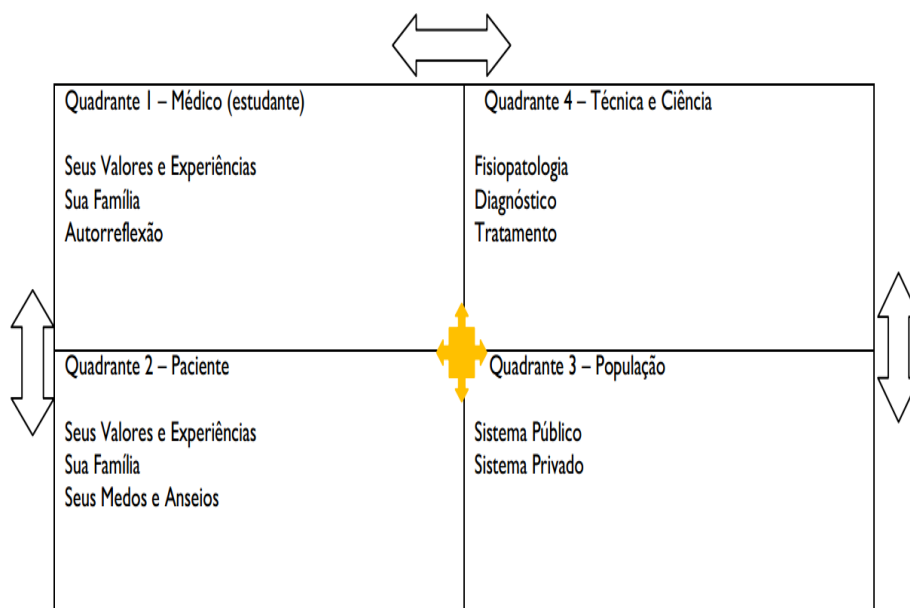 Quadrante 1 – Médico (estudante)
Seus Valores e Experiências
Sua Família
Autorreflexão
Quadrante 4 – Técnica e Ciência
Fisiopatologia
Diagnóstico
Tratamento
Quadrante 2 – Paciente
Seus Valores e Experiências
Sua Família
Seus Medos e Anseios
Quadrante 3 – População
Sistema Público
Sistema Privado